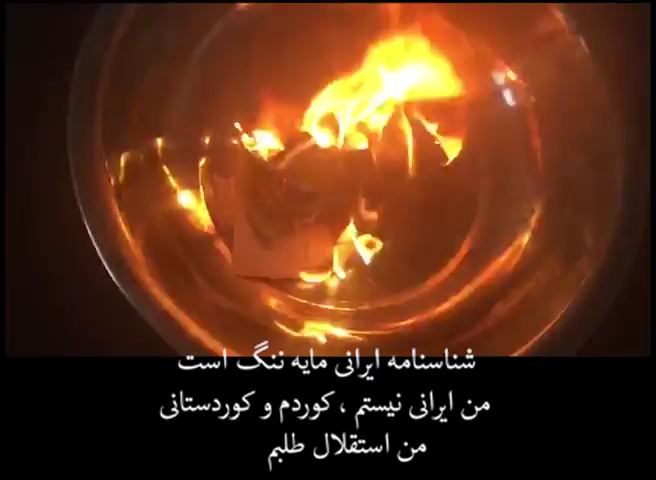 شناسنامه ایرانی مایه ننگ است
من ایرانی نیستم ، کوردم و کوردستانی
من استقلال طلبم